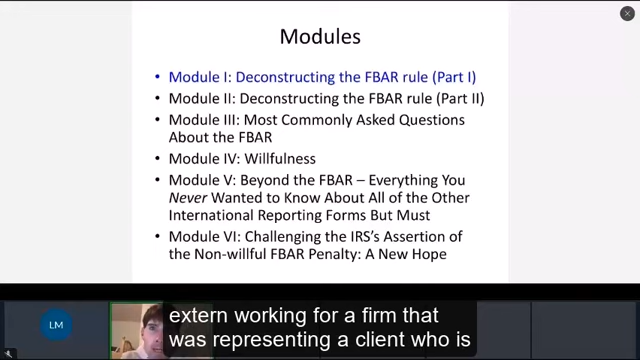 Modules
• Module I: Deconstructing the FBAR rule (Part I)
• Module II: Deconstructing the FBAR rule (Part II)
• Module III: Most Commonly Asked Questions
About the FBAR
• Module IV: Willfulness
• Module V: Beyond the FBAR – Everything You
Never Wanted to Know About All of the Other
International Reporting Forms But Must
• Module VI: Challenging the IRS's Assertion of
the Non-willful FBAR Penalty: A New Hope
LM
extern working for a firm that
was representing a client who is